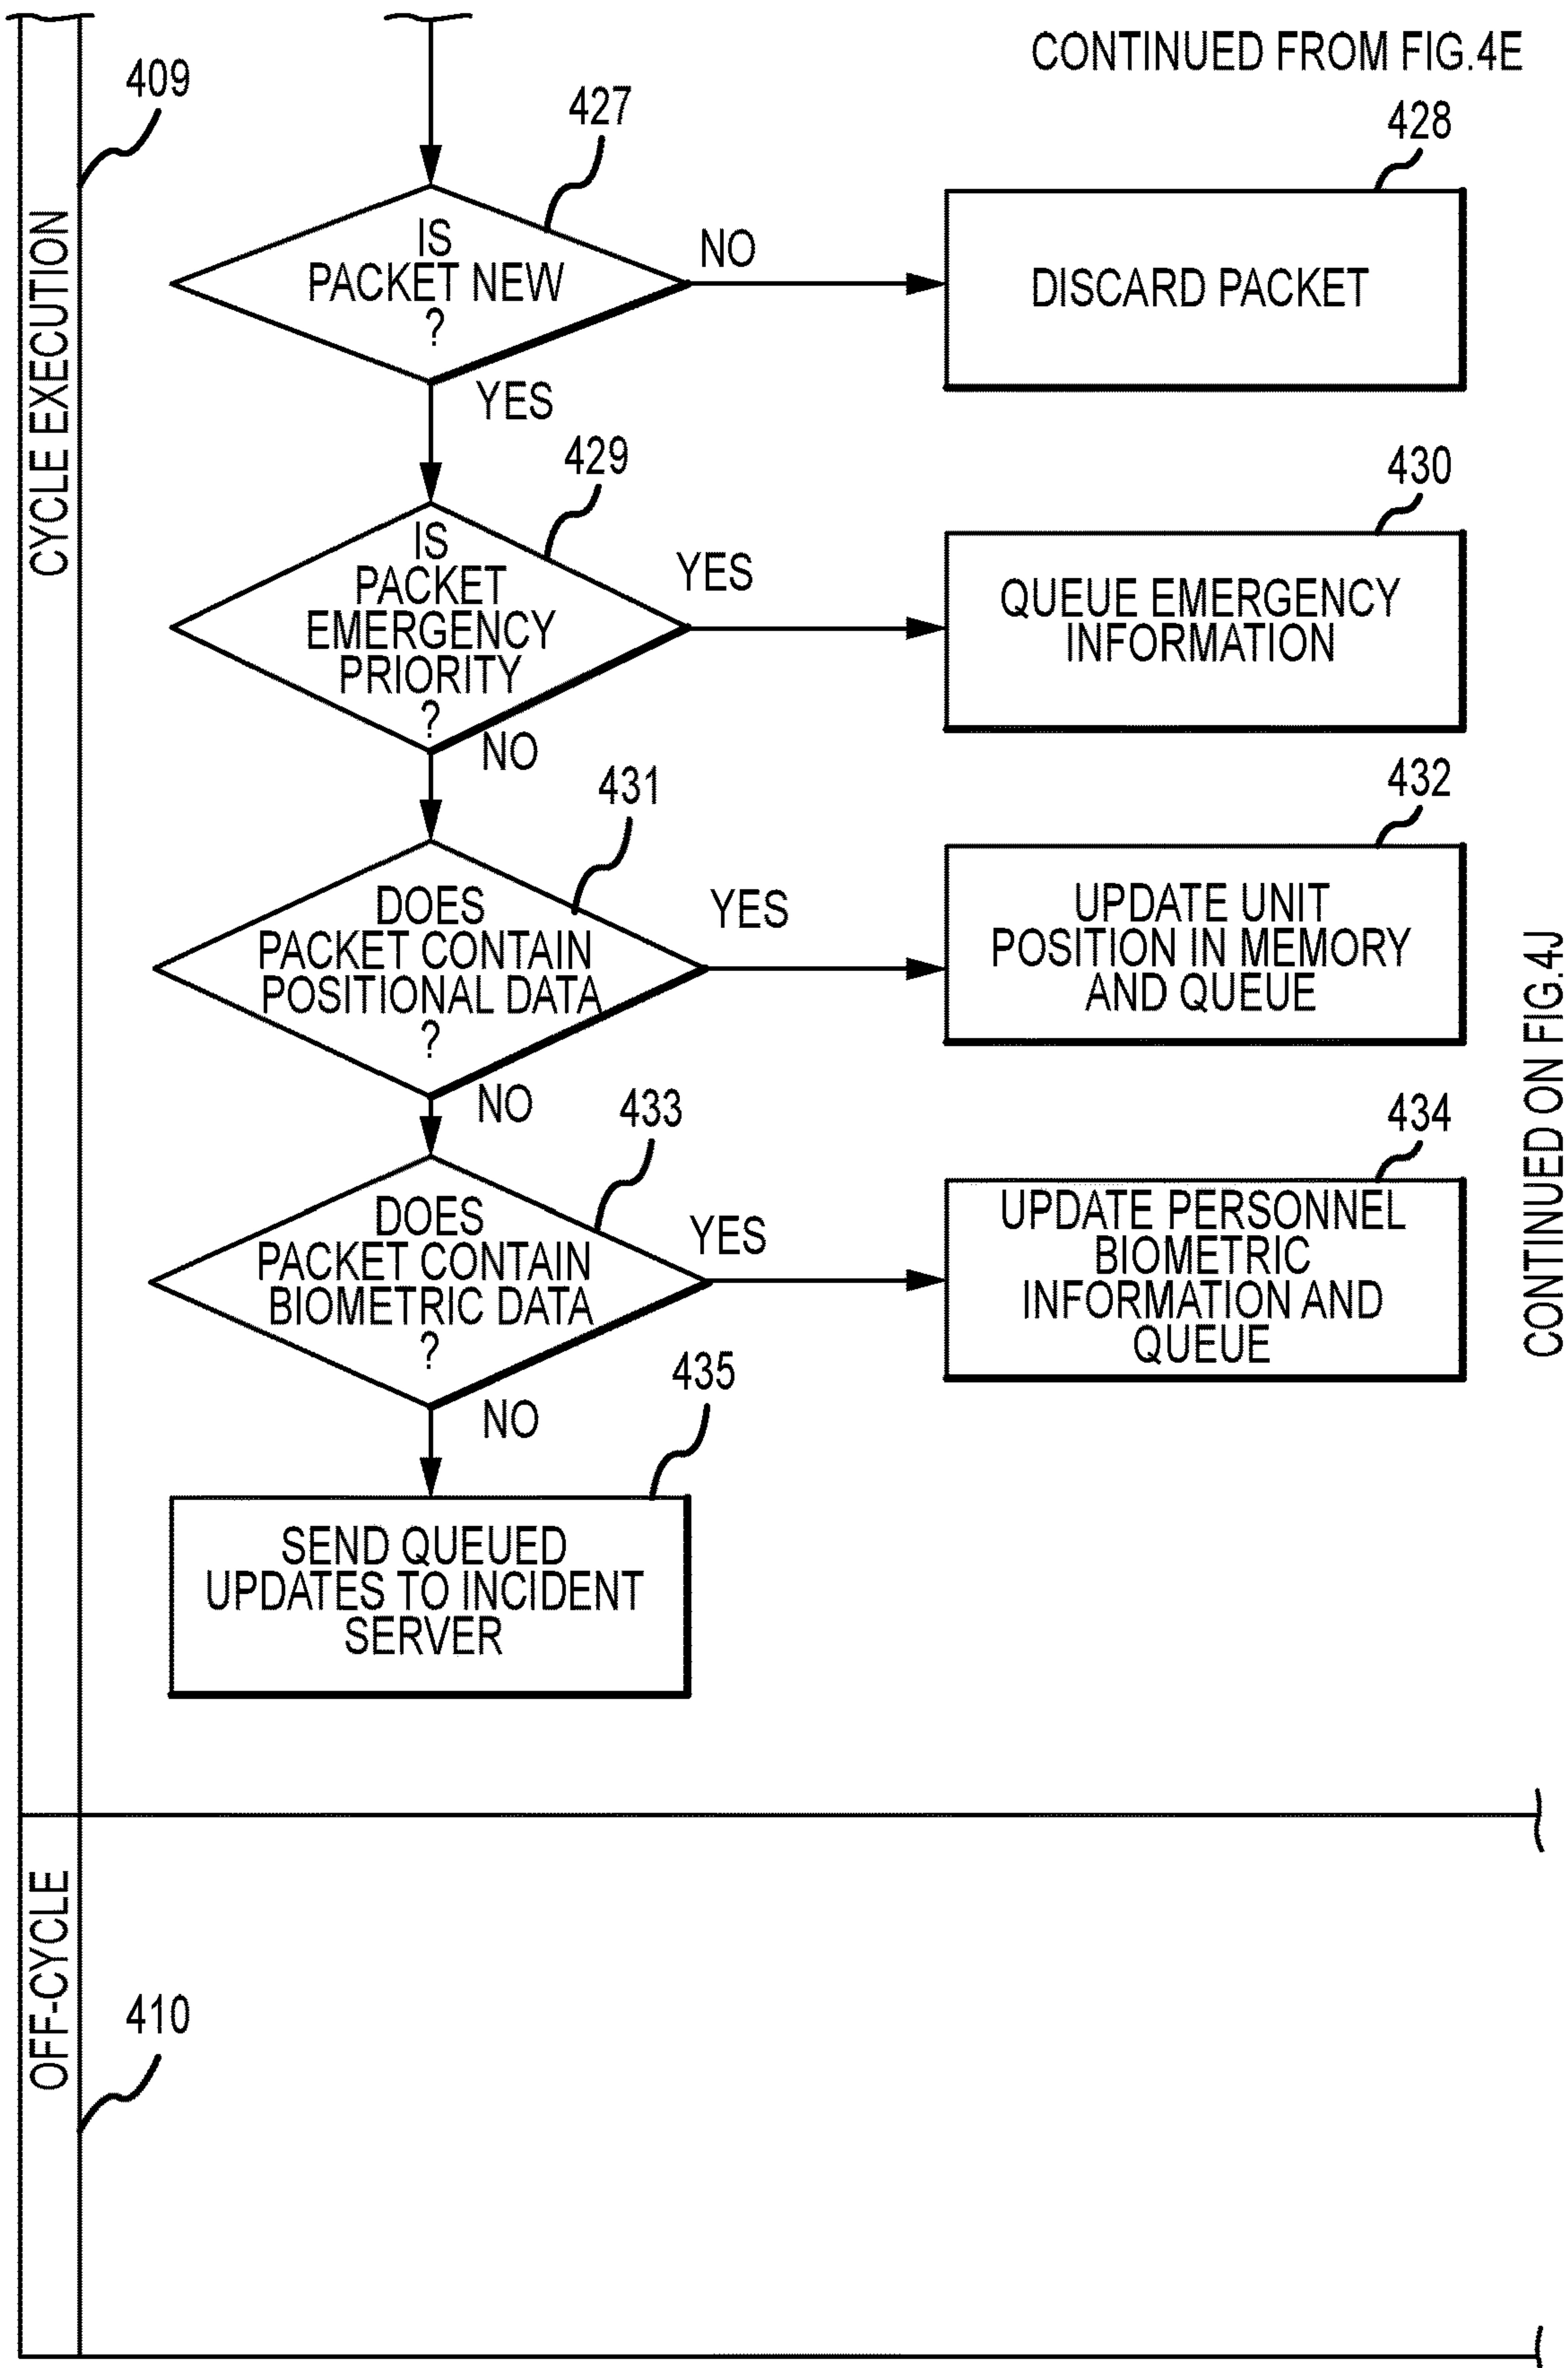 CONTINUED FROM FIG.4E
409
427
428
CYCLE EXECUTION
IS
PACKET NEW
?
NO
DISCARD PACKET
YES
429
430
IS
PACKET
EMERGENCY
PRIORITY
?
YES
QUEUE EMERGENCY
INFORMATION
NO
431
432
DOES
PACKET CONTAIN
POSITIONAL DATA
?
YES
UPDATE UNIT
POSITION IN MEMORY
AND QUEUE
NO
433
434
DOES
PACKET CONTAIN
BIOMETRIC DATA
?
YES
UPDATE PERSONNEL
BIOMETRIC
INFORMATION AND
QUEUE
CONTINUED ON FIG.4J
NO
435
SEND QUEUED
UPDATES TO INCIDENT
SERVER
OFF-CYCLE
410